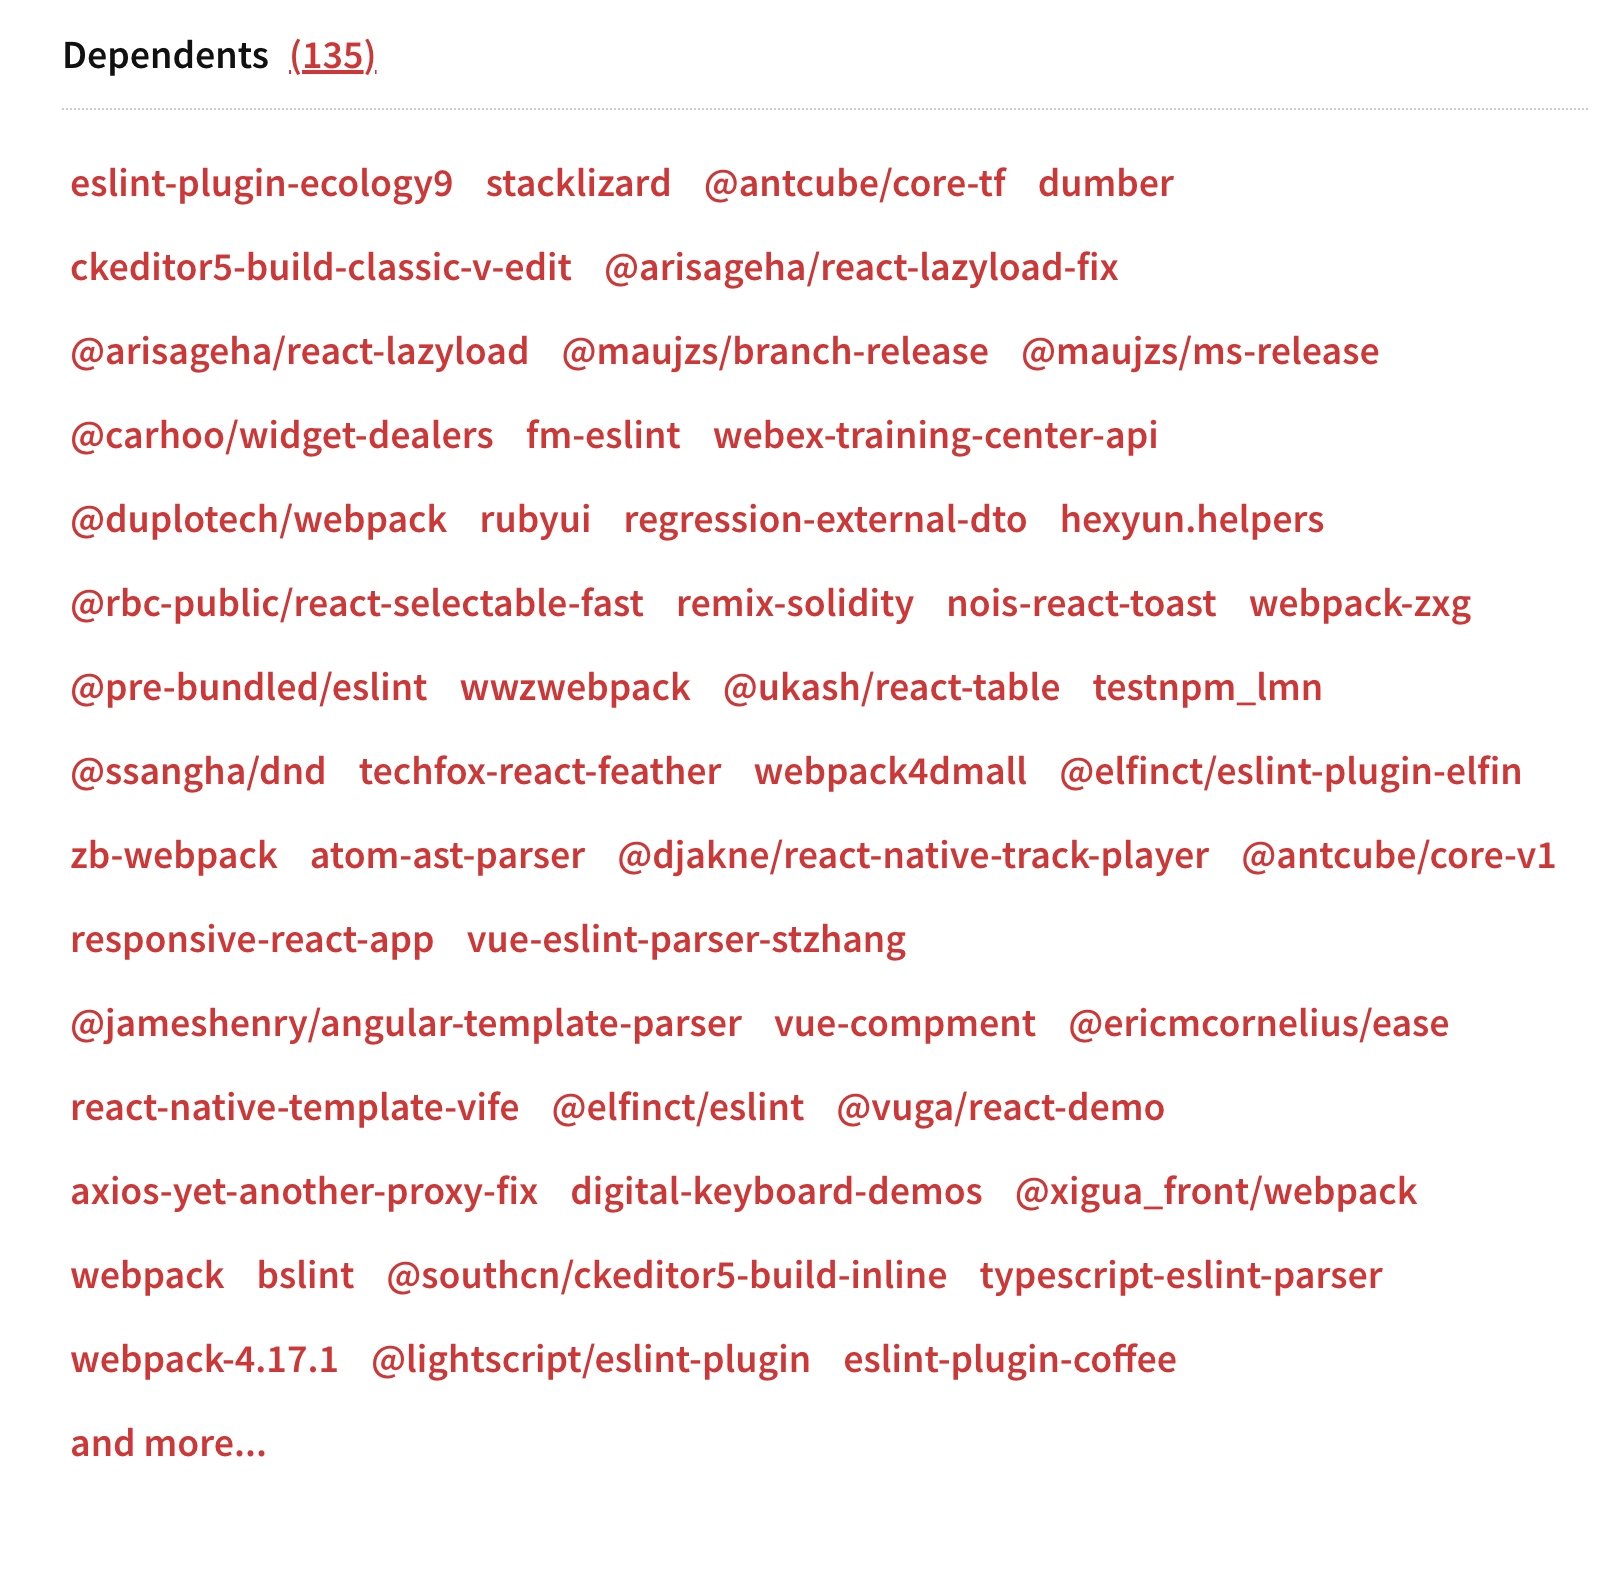 Dependents (135)
eslint-plugin-ecology9 stacklizard @antcube/core-tf dumber
ckeditor5-build-classic-v-edit @arisageha/react-lazyload-fix
@arisageha/react-lazyload @maujzs/branch-release @maujzs/ms-release
@carhoo/widget-dealers fm-eslint webex-training-center-api
@duplotech/webpack rubyui regression-external-dto hexyun.helpers
@rbc-public/react-selectable-fast remix-solidity nois-react-toast webpack-zxg
@pre-bundled/eslint wwzwebpack @ukash/react-table testnpm_lmn
@ssangha/dnd techfox-react-feather webpack4dmall @elfinct/eslint-plugin-elfin
zb-webpack atom-ast-parser @djakne/react-native-track-player @antcube/core-v1
responsive-react-app vue-eslint-parser-stzhang
@jameshenry/angular-template-parser vue-compment @ericmcornelius/ease
react-native-template-vife @elfinct/eslint @vuga/react-demo
axios-yet-another-proxy-fix digital-keyboard-demos @xigua_front/webpack
webpack bslint @southcn/ckeditor5-build-inline typescript-eslint-parser
webpack-4.17.1 @lightscript/eslint-plugin eslint-plugin-coffee
and more...